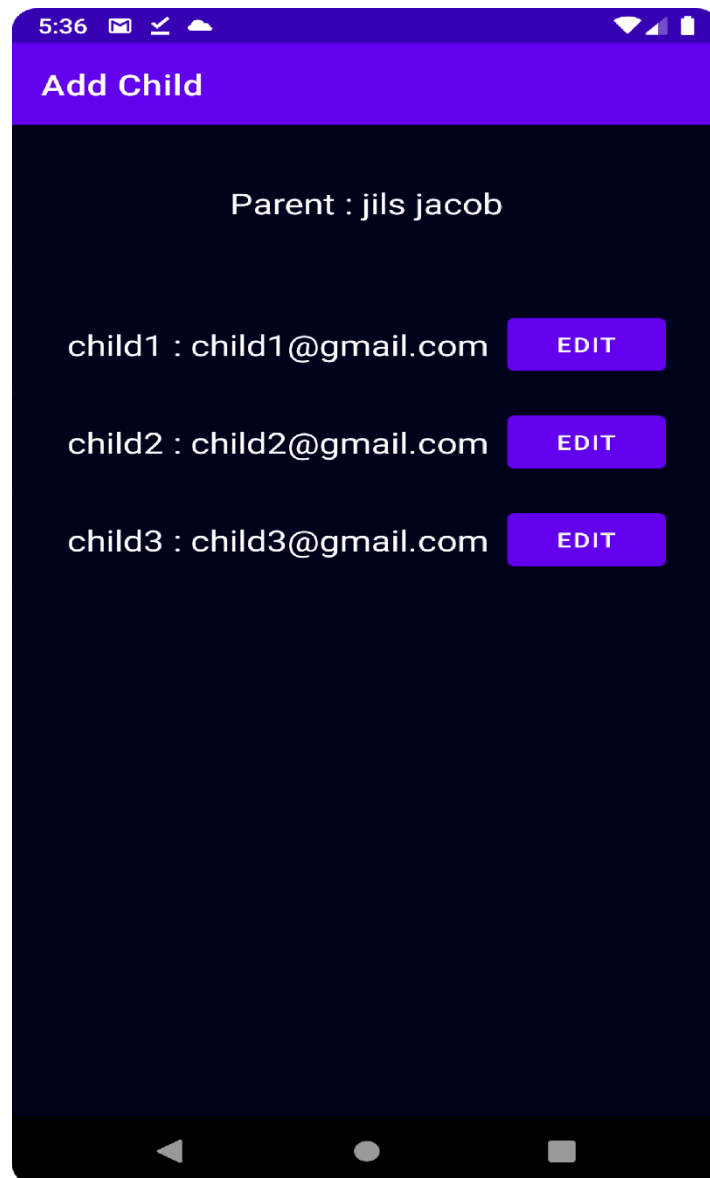 5:36
Add Child
Parent : jils jacob
child1 : child1@gmail.com EDIT
child2 : child2@gmail.com EDIT
child3 : child3@gmail.com EDIT